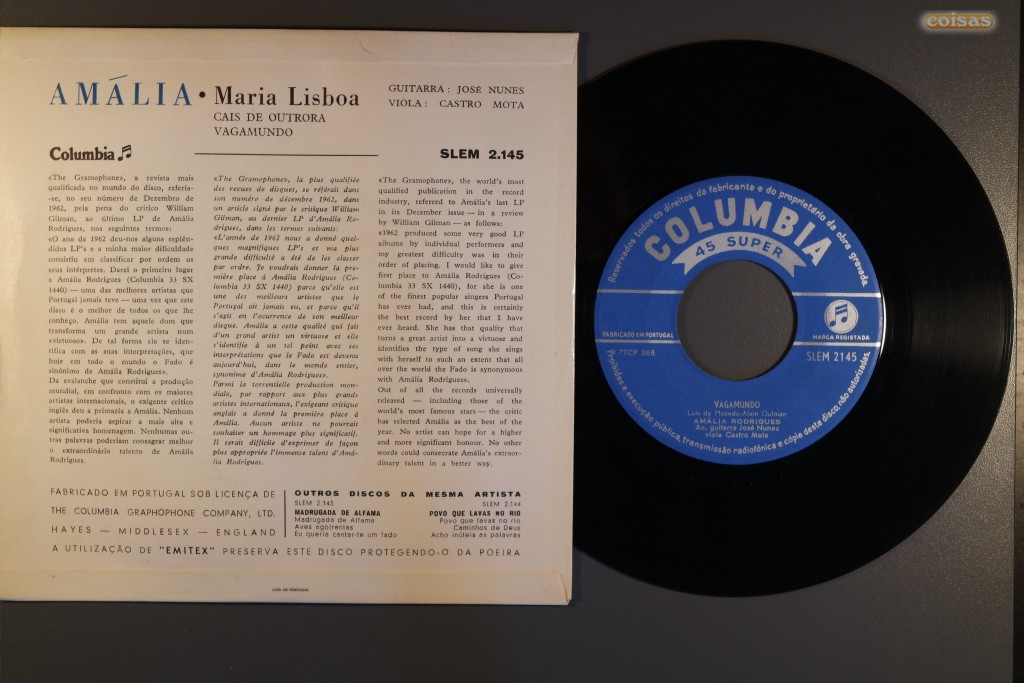 coisas
AMÁLIA • Maria Lisboa
CAIS DE OUTRORA
VAGAMUNDO
GUITARRA : JOSÉ NUNES
VIOLA : CASTRO MOTA
Columbia
SLEM 2.145
«The Gramophone», a revista mais
qualificada no mundo do disco, referia-
-se, no seu número de Dezembro de
1962, pela pena do crítico William
Gilman, ao último LP de Amália
Rodrigues, nos seguintes termos:
«O ano de 1962 deu-nos alguns esplên-
didos LP's e a minha maior dificuldade
consistiu em classificar por ordem os
seus intérpretes. Darei o primeiro lugar
a Amália Rodrigues (Columbia 33 SX
1440) — uma das melhores artistas que
Portugal jamais teve — uma vez que este
disco é o melhor de todos os que lhe
conheço. Amália tem aquele dom que
transforma um grande artista num
«virtuoso». De tal forma ela se iden-
tifica com as suas interpretações, que
hoje em todo o mundo o Fado é
sinónimo de Amália Rodrigues».
Da avalanche que constitui a produção
mundial, em confronto com os maiores
artistas internacionais, o exigente crítico
inglês deu a primazia a Amália. Nenhum
artista poderia aspirar a mais alta e
significativa homenagem. Nenhumas ou-
tras palavras poderiam consagrar melhor
o extraordinário talento de Amália
Rodrigues.
«The Gramophone», la plus qualifiée
des revues de disques, se référait dans
son numéro de décembre 1962, dans
un article signé par le critique William
Gilman, au dernier LP d'Amália Ro-
drigues, dans les termes suivants:
«L'année de 1962 nous a donné quel-
ques magnifiques LP's et ma plus
grande difficulté a été de les classer
par ordre. Je voudrais donner la pre-
mière place à Amália Rodrigues (Co-
lumbia 33 SX 1440) parce qu'elle est
une des meilleurs artistes que le
Portugal ait jamais eu, et parce qu'il
s'agit en l'occurrence de son meilleur
disque. Amália a cette qualité qui fait
d'un grand artist un virtuose et elle
s'identifie à un tel point avec ses
interprétations que le Fado est devenu
aujourd'hui, dans le monde entier,
synonime d'Amália Rodrigues».
Parmi la torrentielle production mon-
diale, par rapport aux plus grands
artistes internationaux, l'exigeant critique
anglais a donné la première place à
Amália. Aucun artiste ne pourrait
souhaiter un hommage plus significatif.
Il serait difficile d'exprimer de façon
plus appropriée l'immense talent d'Amá-
lia Rodrigues.
«The Gramophone», the world's most
qualified publication in the record
industry, referred to Amália's last LP
in its December issue — in a review
by William Gilman — as follows:
«1962 produced some very good LP
albums by individual performers and
my greatest difficulty was in their
order of placing. I would like to give
first place to Amália Rodrigues (Co-
lumbia 33 SX 1440), for she is one
of the finest popular singers Portugal
has ever had, and this is certainly
the best record by her that I have
ever heard. She has that quality that
turns a great artist into a virtuose and
identifies the type of song she sings
with herself to such an extent that all
over the world the Fado is synonymous
with Amália Rodrigues».
Out of all the records universally
released — including those of the
world's most famous stars — the critic
has selected Amália as the best of the
year. No artist can hope for a higher
and more significant honour. No other
words could consecrate Amália's extraor-
dinary talent in a better way.
FABRICADO EM PORTUGAL SOB LICENÇA DE
THE COLUMBIA GRAPHOPHONE COMPANY, LTD.
HAYES — MIDDLESEX — ENGLAND
OUTROS DISCOS DA MESMA ARTISTA
SLEM 2.143
MADRUGADA DE ALFAMA
Madrugada de Alfama
Aves agoirentas
Eu queria cantar-te um fado
SLEM 2.144
POVO QUE LAVAS NO RIO
Povo que lavas no rio
Caminhos de Deus
Acho inúteis as palavras
A UTILIZAÇÃO DE "EMITEX" PRESERVA ESTE DISCO PROTEGENDO-O DA POEIRA
Reservados todos os direitos do fabricante e do proprietário da obra gravada.
COLUMBIA
45 SUPER
FABRICADO EM PORTUGAL
MARCA REGISTADA
7TCP 368
SLEM 2145
VAGAMUNDO
Luis de Macedo-Alain Oulman
AMÁLIA RODRIGUES
Ac. guitarra José Nunes
viola Castro Mota
Proibidas a execução pública, transmissão radiofónica e cópia deste disco, não autorizadas.